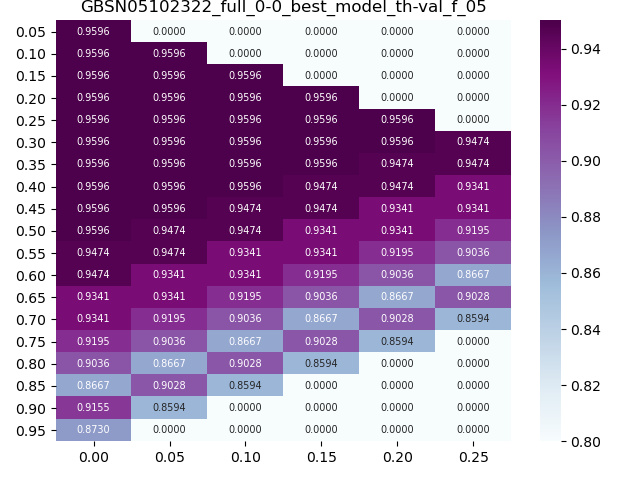 GBSN05102322_full_0-0_best_model_th-val_f_05
0.05 0.9596 0.0000 0.0000 0.0000 0.0000 0.0000
0.10 0.9596 0.9596 0.0000 0.0000 0.0000 0.0000
0.15 0.9596 0.9596 0.9596 0.0000 0.0000 0.0000
0.20 0.9596 0.9596 0.9596 0.9596 0.0000 0.0000
0.25 0.9596 0.9596 0.9596 0.9596 0.9596 0.0000
0.30 0.9596 0.9596 0.9596 0.9596 0.9596 0.9474
0.35 0.9596 0.9596 0.9596 0.9596 0.9474 0.9474
0.40 0.9596 0.9596 0.9596 0.9474 0.9474 0.9341
0.45 0.9596 0.9596 0.9474 0.9474 0.9341 0.9341
0.50 0.9596 0.9474 0.9474 0.9341 0.9341 0.9195
0.55 0.9474 0.9474 0.9341 0.9341 0.9195 0.9036
0.60 0.9474 0.9341 0.9341 0.9195 0.9036 0.8667
0.65 0.9341 0.9341 0.9195 0.9036 0.8667 0.9028
0.70 0.9341 0.9195 0.9036 0.8667 0.9028 0.8594
0.75 0.9195 0.9036 0.8667 0.9028 0.8594 0.0000
0.80 0.9036 0.8667 0.9028 0.8594 0.0000 0.0000
0.85 0.8667 0.9028 0.8594 0.0000 0.0000 0.0000
0.90 0.9155 0.8594 0.0000 0.0000 0.0000 0.0000
0.95 0.8730 0.0000 0.0000 0.0000 0.0000 0.0000
0.00 0.05 0.10 0.15 0.20 0.25
0.94
0.92
0.90
0.88
0.86
0.84
0.82
0.80